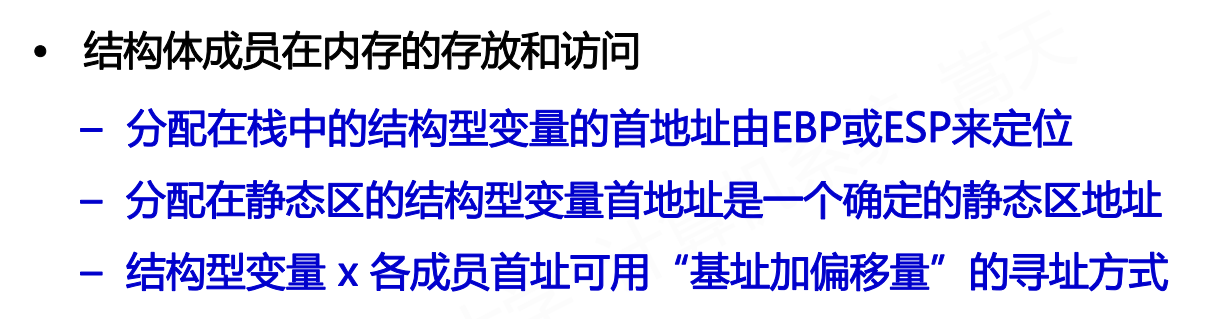 • 结构体成员在内存的存放和访问
– 分配在栈中的结构型变量的首地址由EBP或ESP来定位
– 分配在静态区的结构型变量首地址是一个确定的静态区地址
– 结构型变量 x 各成员首址可用“基址加偏移量”的寻址方式